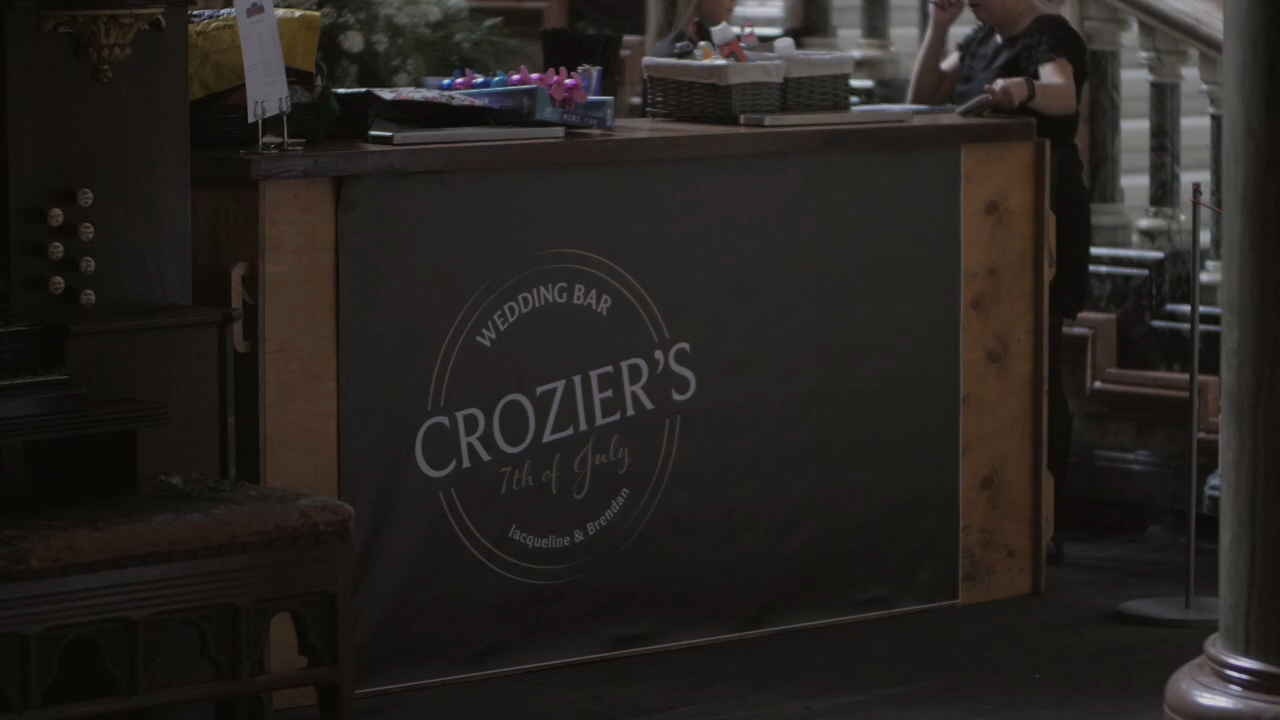 WEDDING BAR
CROZIER'S
7th of July
Jacqueline & Brendan